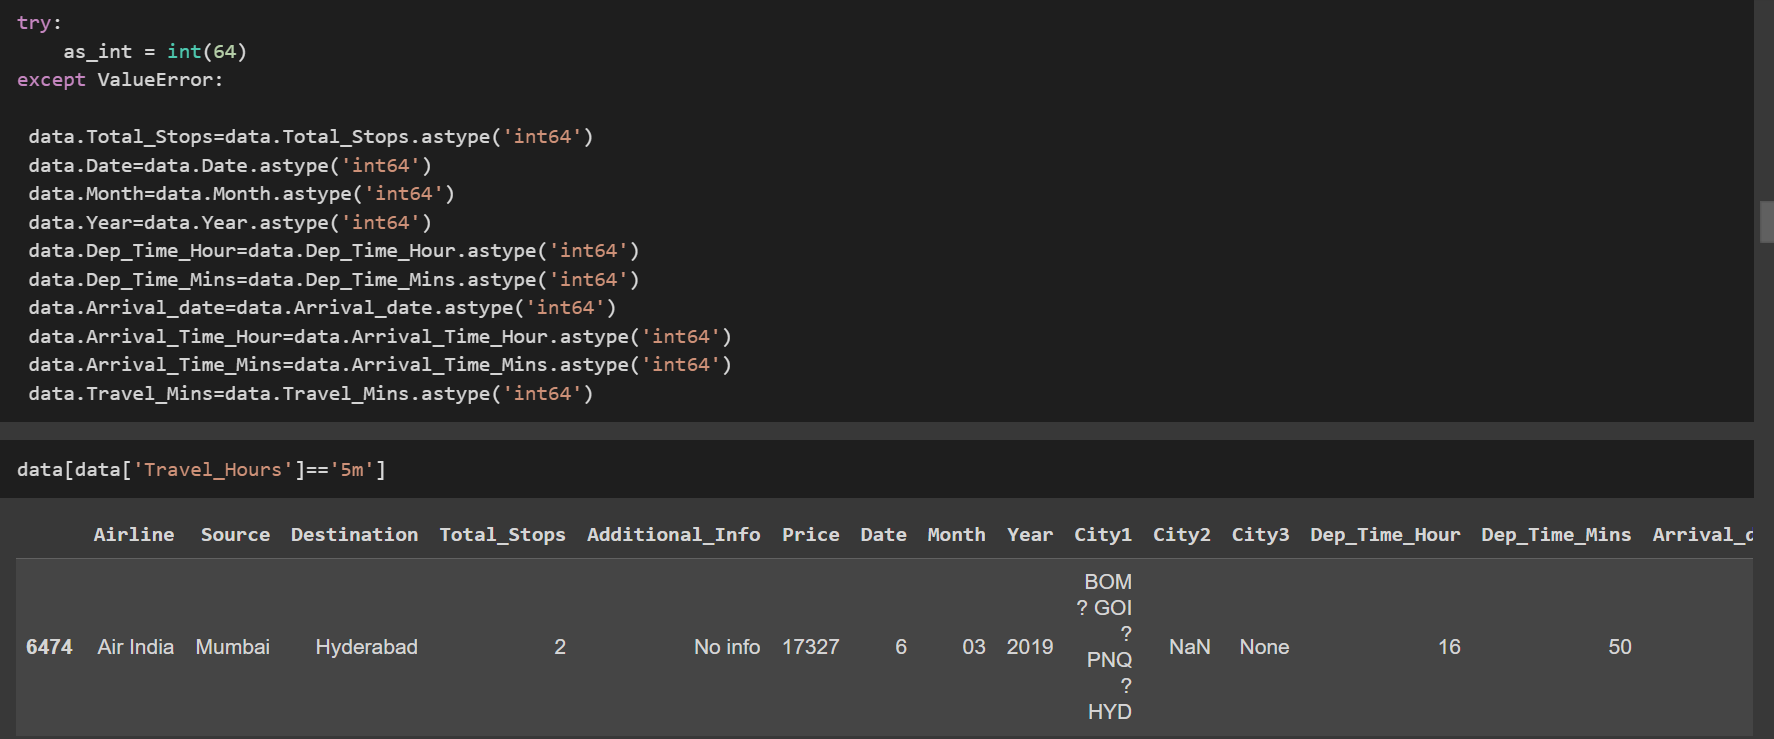 try:
    as_int = int(64)
except ValueError:

 data.Total_Stops=data.Total_Stops.astype('int64')
 data.Date=data.Date.astype('int64')
 data.Month=data.Month.astype('int64')
 data.Year=data.Year.astype('int64')
 data.Dep_Time_Hour=data.Dep_Time_Hour.astype('int64')
 data.Dep_Time_Mins=data.Dep_Time_Mins.astype('int64')
 data.Arrival_date=data.Arrival_date.astype('int64')
 data.Arrival_Time_Hour=data.Arrival_Time_Hour.astype('int64')
 data.Arrival_Time_Mins=data.Arrival_Time_Mins.astype('int64')
 data.Travel_Mins=data.Travel_Mins.astype('int64')
data[data['Travel_Hours']=='5m']
Airline Source Destination Total_Stops Additional_Info Price Date Month Year City1 City2 City3 Dep_Time_Hour Dep_Time_Mins
BOM
? GOI
?
6474 Air India Mumbai Hyderabad 2 No info 17327 6 03 2019 PNQ NaN None 16 50
?
HYD